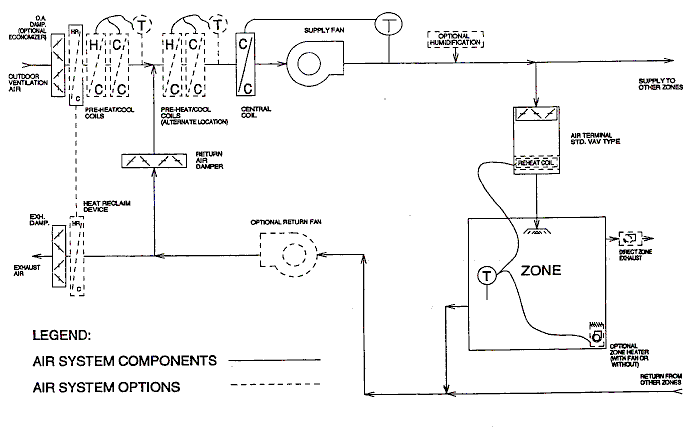 O.A.
DAMP.
(OPTIONAL
ECONOMIZER)
HR
H
C
T
H
C
T
C
T
SUPPLY FAN
OPTIONAL
HUMIDIFICATION
C
C
C
C
C
C
OUTDOOR
VENTILATION
AIR
PRE-HEAT/COOL
COILS
PRE-HEAT/COOL
COILS
(ALTERNATE LOCATION)
CENTRAL
COIL
SUPPLY TO
OTHER ZONES
AIR TERMINAL
STD. VAV TYPE
REHEAT COIL
RETURN
AIR
DAMPER
HEAT RECLAIM
DEVICE
EXH.
DAMP.
HR
C
EXHAUST
AIR
OPTIONAL RETURN FAN
T
ZONE
DIRECT ZONE
EXHAUST
OPTIONAL
ZONE HEATER
(WITH FAN OR
WITHOUT)
RETURN FROM
OTHER ZONES
LEGEND:
AIR SYSTEM COMPONENTS
AIR SYSTEM OPTIONS